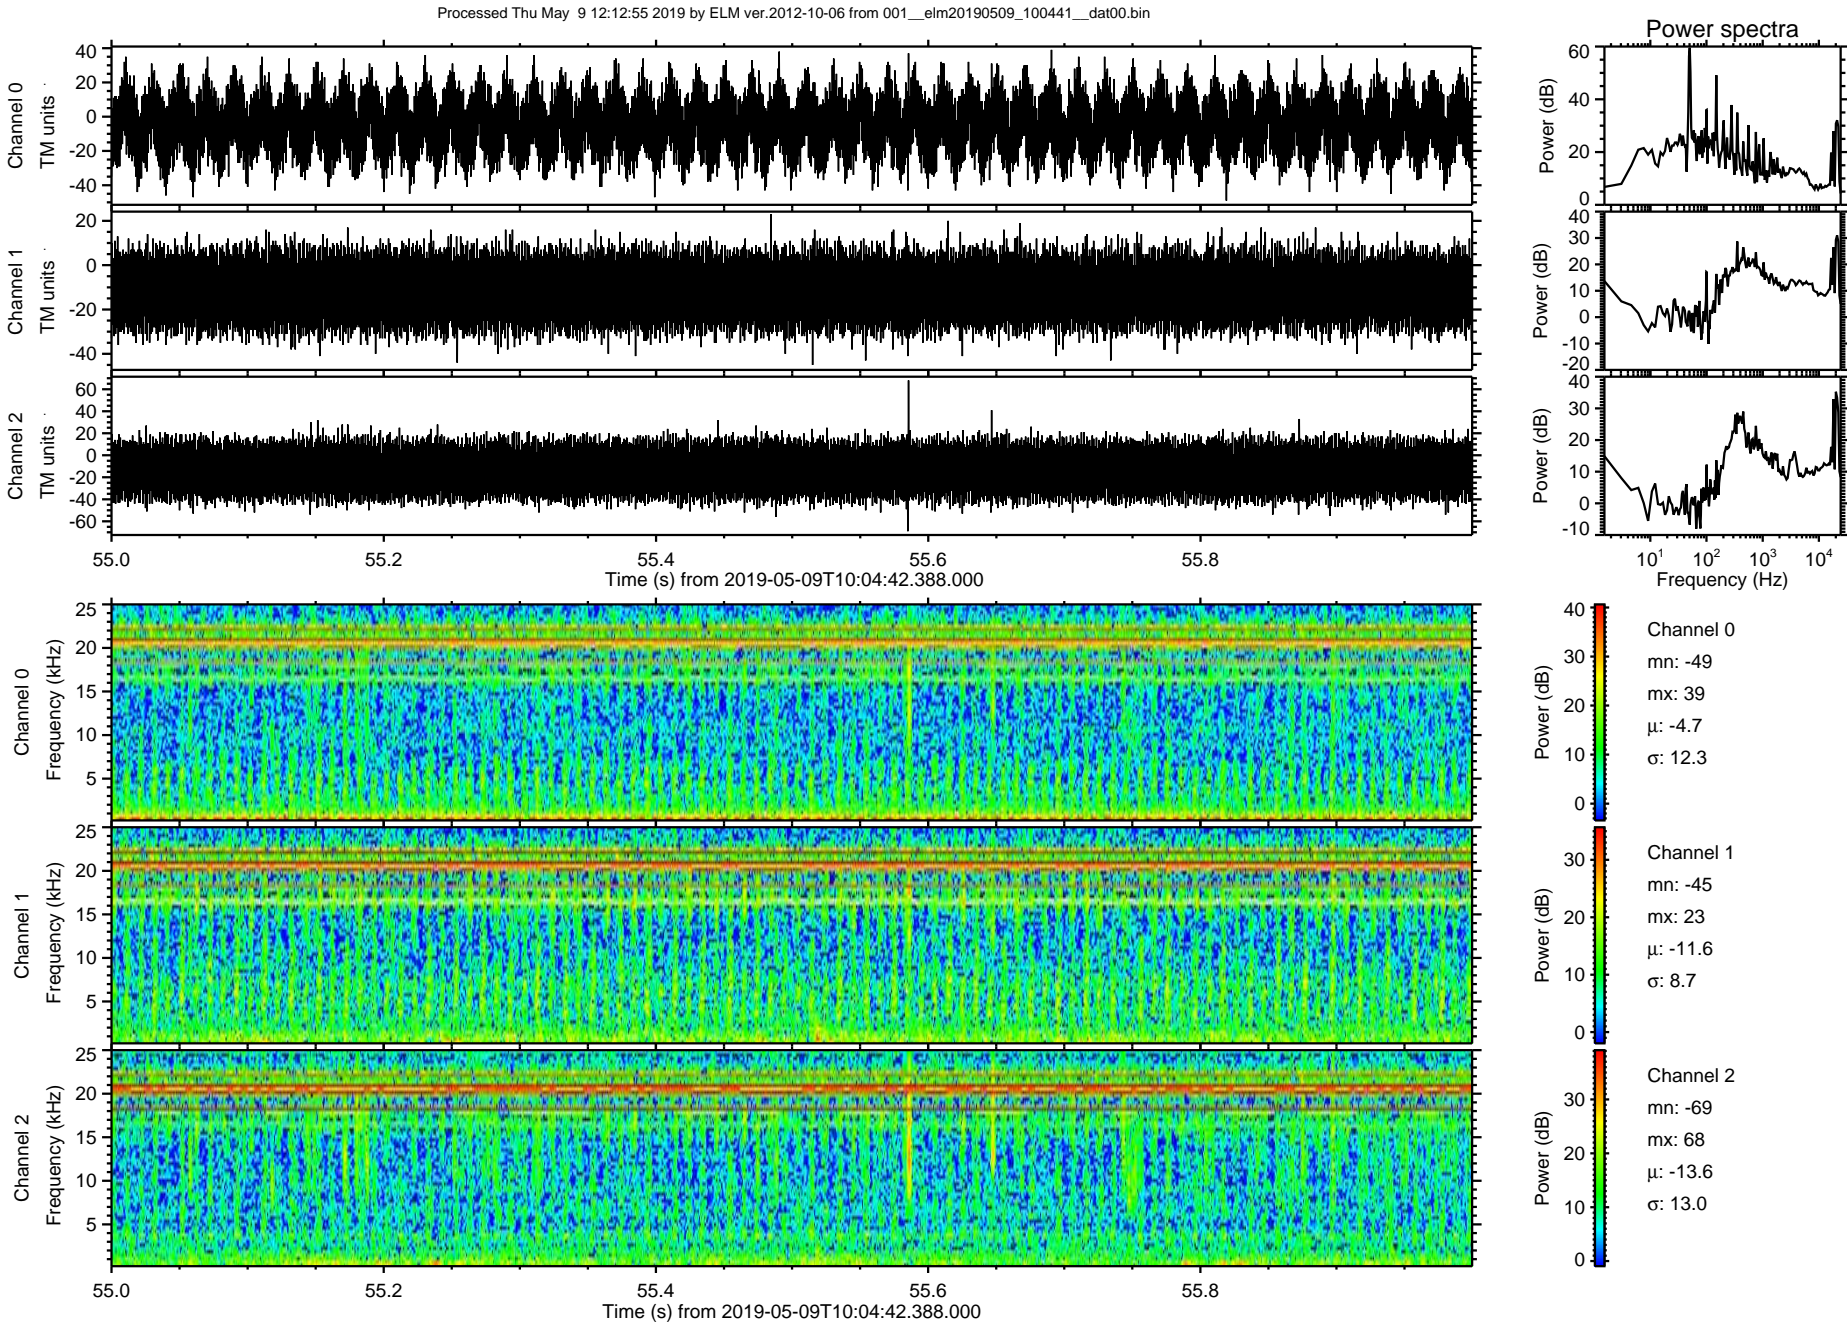 Processed Thu May  9 12:12:55 2019 by ELM ver.2012-10-06 from 001__elm20190509_100441__dat00.bin
Power spectra
Channel 0
TM units
40
20
0
-20
-40
Power (dB)
60
40
20
0
Channel 1
TM units
20
0
-20
-40
Power (dB)
40
30
20
10
0
-10
-20
Channel 2
TM units
60
40
20
0
-20
-40
-60
Power (dB)
40
30
20
10
0
-10
55.0 55.2 55.4 55.6 55.8
Time (s) from 2019-05-09T10:04:42.388.000
10^1 10^2 10^3 10^4
Frequency (Hz)
Channel 0
Frequency (kHz)
25
20
15
10
5
Power (dB)
40
30
20
10
0
Channel 0
mn: -49
mx: 39
μ: -4.7
σ: 12.3
Channel 1
Frequency (kHz)
25
20
15
10
5
Power (dB)
30
20
10
0
Channel 1
mn: -45
mx: 23
μ: -11.6
σ: 8.7
Channel 2
Frequency (kHz)
25
20
15
10
5
Power (dB)
30
20
10
0
Channel 2
mn: -69
mx: 68
μ: -13.6
σ: 13.0
55.0 55.2 55.4 55.6 55.8
Time (s) from 2019-05-09T10:04:42.388.000